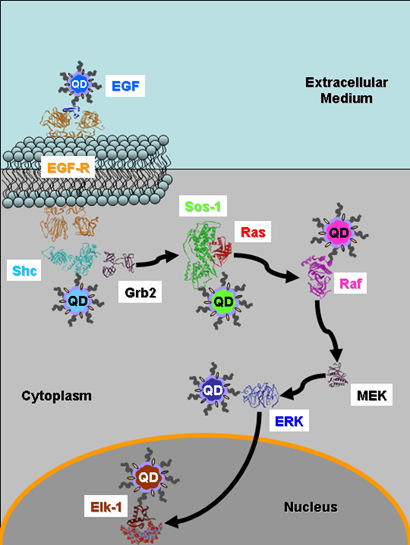 QD
EGF
Extracellular
Medium
EGF-R
Sos-1
Ras
QD
Shc
Raf
QD
Grb2
QD
Cytoplasm
QD
MEK
ERK
QD
Elk-1
Nucleus